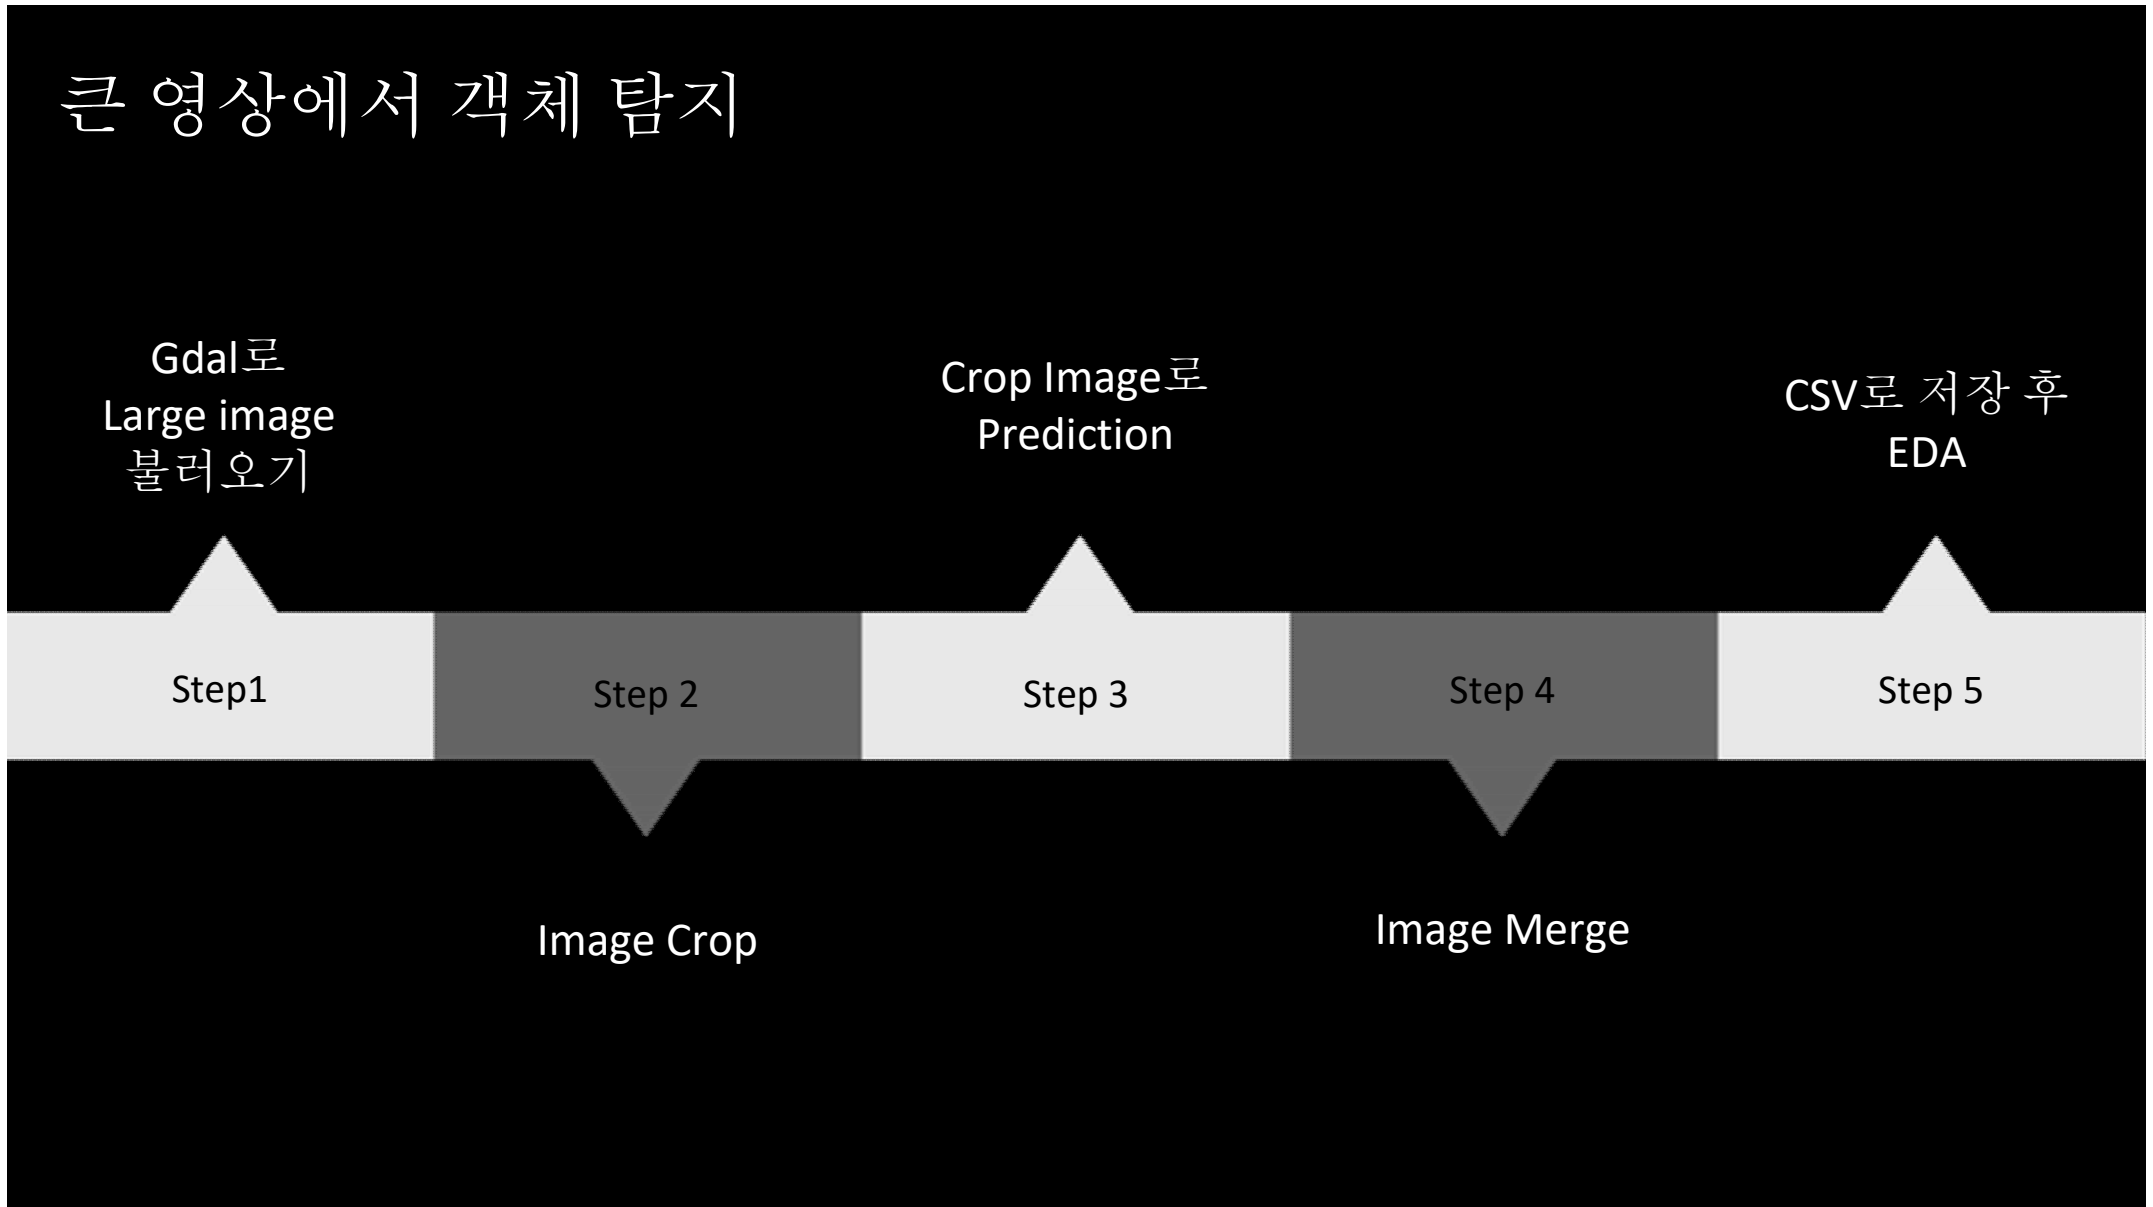 큰 영상에서 객체 탐지
Gdal로
Large image
불러오기
Crop Image로
Prediction
CSV로 저장 후
EDA
Step1
Step 2
Step 3
Step 4
Step 5
Image Crop
Image Merge